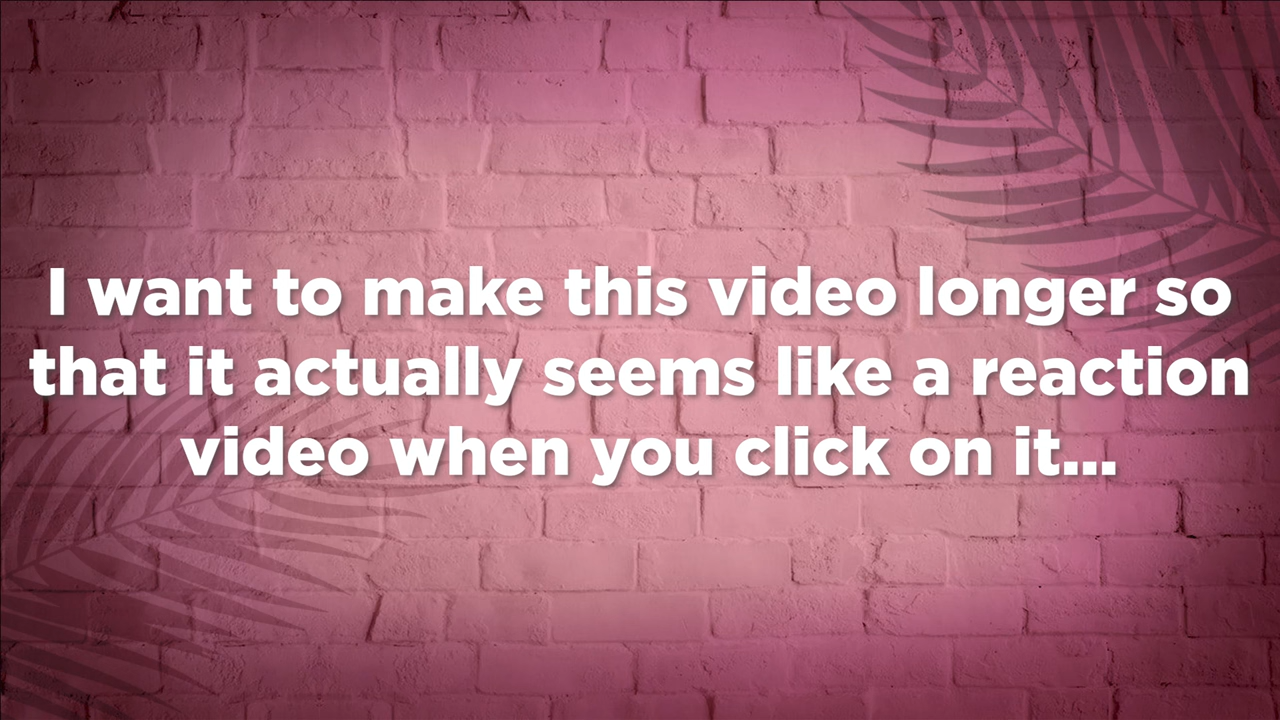 I want to make this video longer so
that it actually seems like a reaction
video when you click on it...